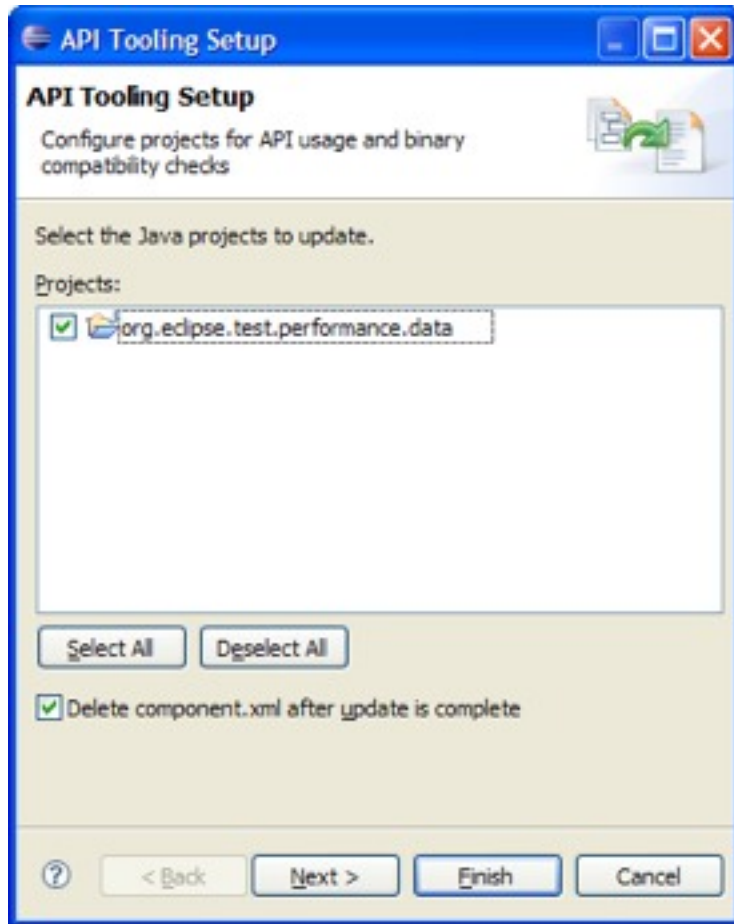 API Tooling Setup
API Tooling Setup
Configure projects for API usage and binary
compatibility checks
Select the Java projects to update.
Projects:
org.eclipse.test.performance.data
Select All
Deselect All
Delete component.xml after update is complete
?
< Back
Next >
Finish
Cancel